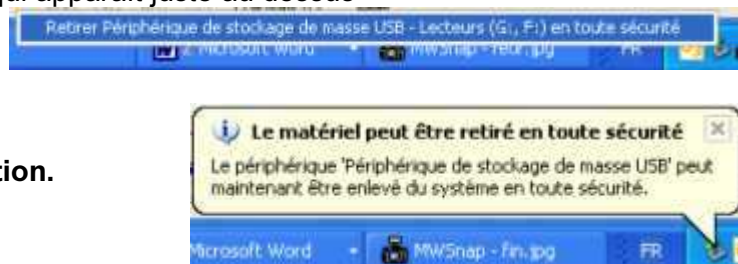 Retirer Périphérique de stockage de masse USB - Lecteurs (G:, F:) en toute sécurité
2 Microsoft Word MWSnap - .jpg FR
Le matériel peut être retiré en toute sécurité
tion.
Le périphérique 'Périphérique de stockage de masse USB' peut
maintenant être enlevé du système en toute sécurité.
Microsoft Word MWSnap - fin.jpg FR